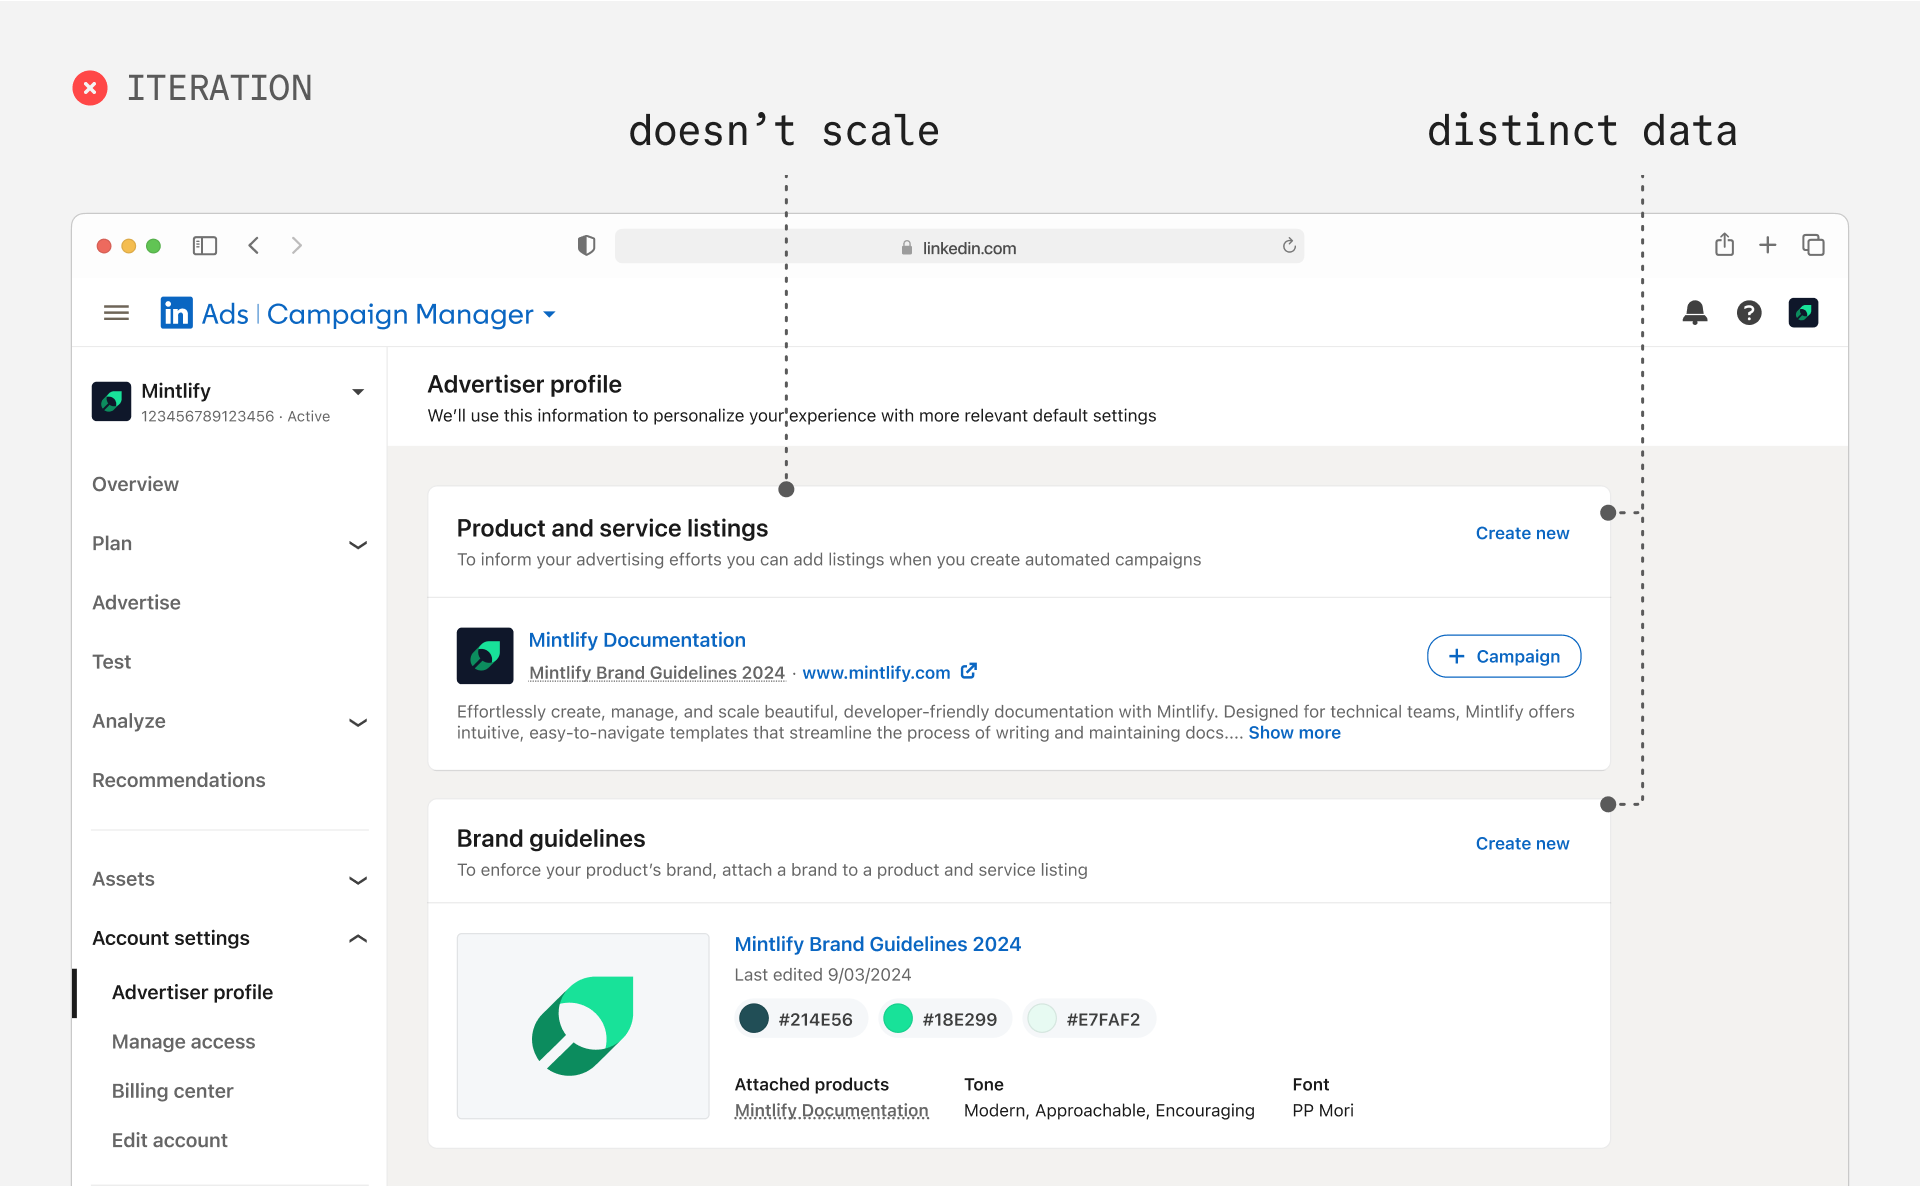 ITERATION
doesn’t scale
distinct data
linkedin.com
in Ads | Campaign Manager
Mintlify
123456789123456 · Active
Overview
Plan
Advertise
Test
Analyze
Recommendations
Assets
Account settings
Advertiser profile
Manage access
Billing center
Edit account
Advertiser profile
We’ll use this information to personalize your experience with more relevant default settings
Product and service listings
Create new
To inform your advertising efforts you can add listings when you create automated campaigns
Mintlify Documentation
Mintlify Brand Guidelines 2024 · www.mintlify.com
+ Campaign
Effortlessly create, manage, and scale beautiful, developer-friendly documentation with Mintlify. Designed for technical teams, Mintlify offers
intuitive, easy-to-navigate templates that streamline the process of writing and maintaining docs.... Show more
Brand guidelines
Create new
To enforce your product’s brand, attach a brand to a product and service listing
Mintlify Brand Guidelines 2024
Last edited 9/03/2024
#214E56 #18E299 #E7FAF2
Attached products Tone Font
Mintlify Documentation Modern, Approachable, Encouraging PP Mori